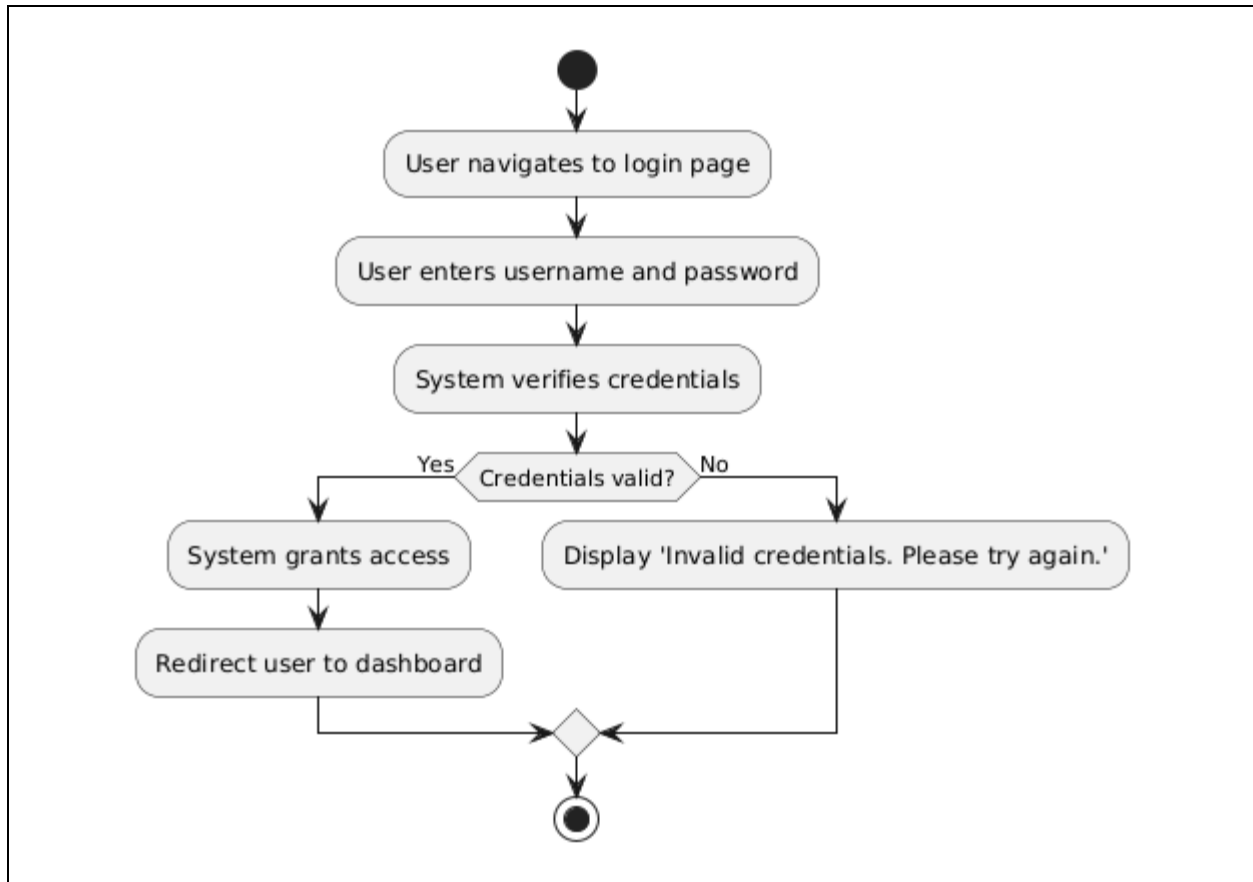 User navigates to login page
User enters username and password
System verifies credentials
Yes
Credentials valid?
No
System grants access
Display 'Invalid credentials. Please try again.'
Redirect user to dashboard